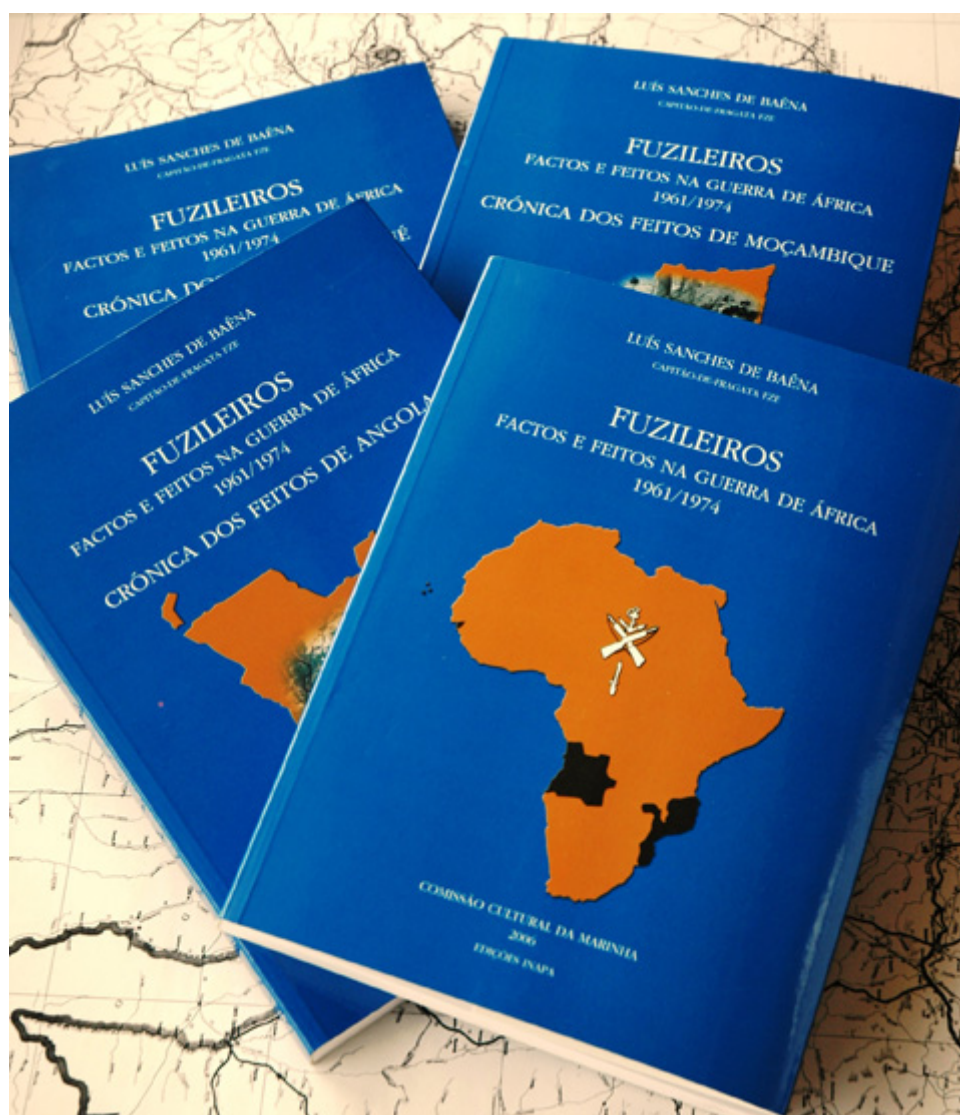 LUÍS SANCHES DE BAÊNA
CAPITÃO-DE-FRAGATA FZE
FUZILEIROS
FACTOS E FEITOS NA GUERRA DE ÁFRICA
1961/1974
CRÓNICA DOS
LUÍS SANCHES DE BAÊNA
CAPITÃO-DE-FRAGATA FZE
FUZILEIROS
FACTOS E FEITOS NA GUERRA DE ÁFRICA
1961/1974
CRÓNICA DOS FEITOS DE MOÇAMBIQUE
LUÍS SANCHES DE BAÊNA
CAPITÃO-DE-FRAGATA FZE
FUZILEIROS
FACTOS E FEITOS NA GUERRA DE ÁFRICA
1961/1974
CRÓNICA DOS FEITOS DE ANGOLA
LUÍS SANCHES DE BAÊNA
CAPITÃO-DE-FRAGATA FZE
FUZILEIROS
FACTOS E FEITOS NA GUERRA DE ÁFRICA
1961/1974
COMISSÃO CULTURAL DA MARINHA
2006
EDIÇÕES INAPA